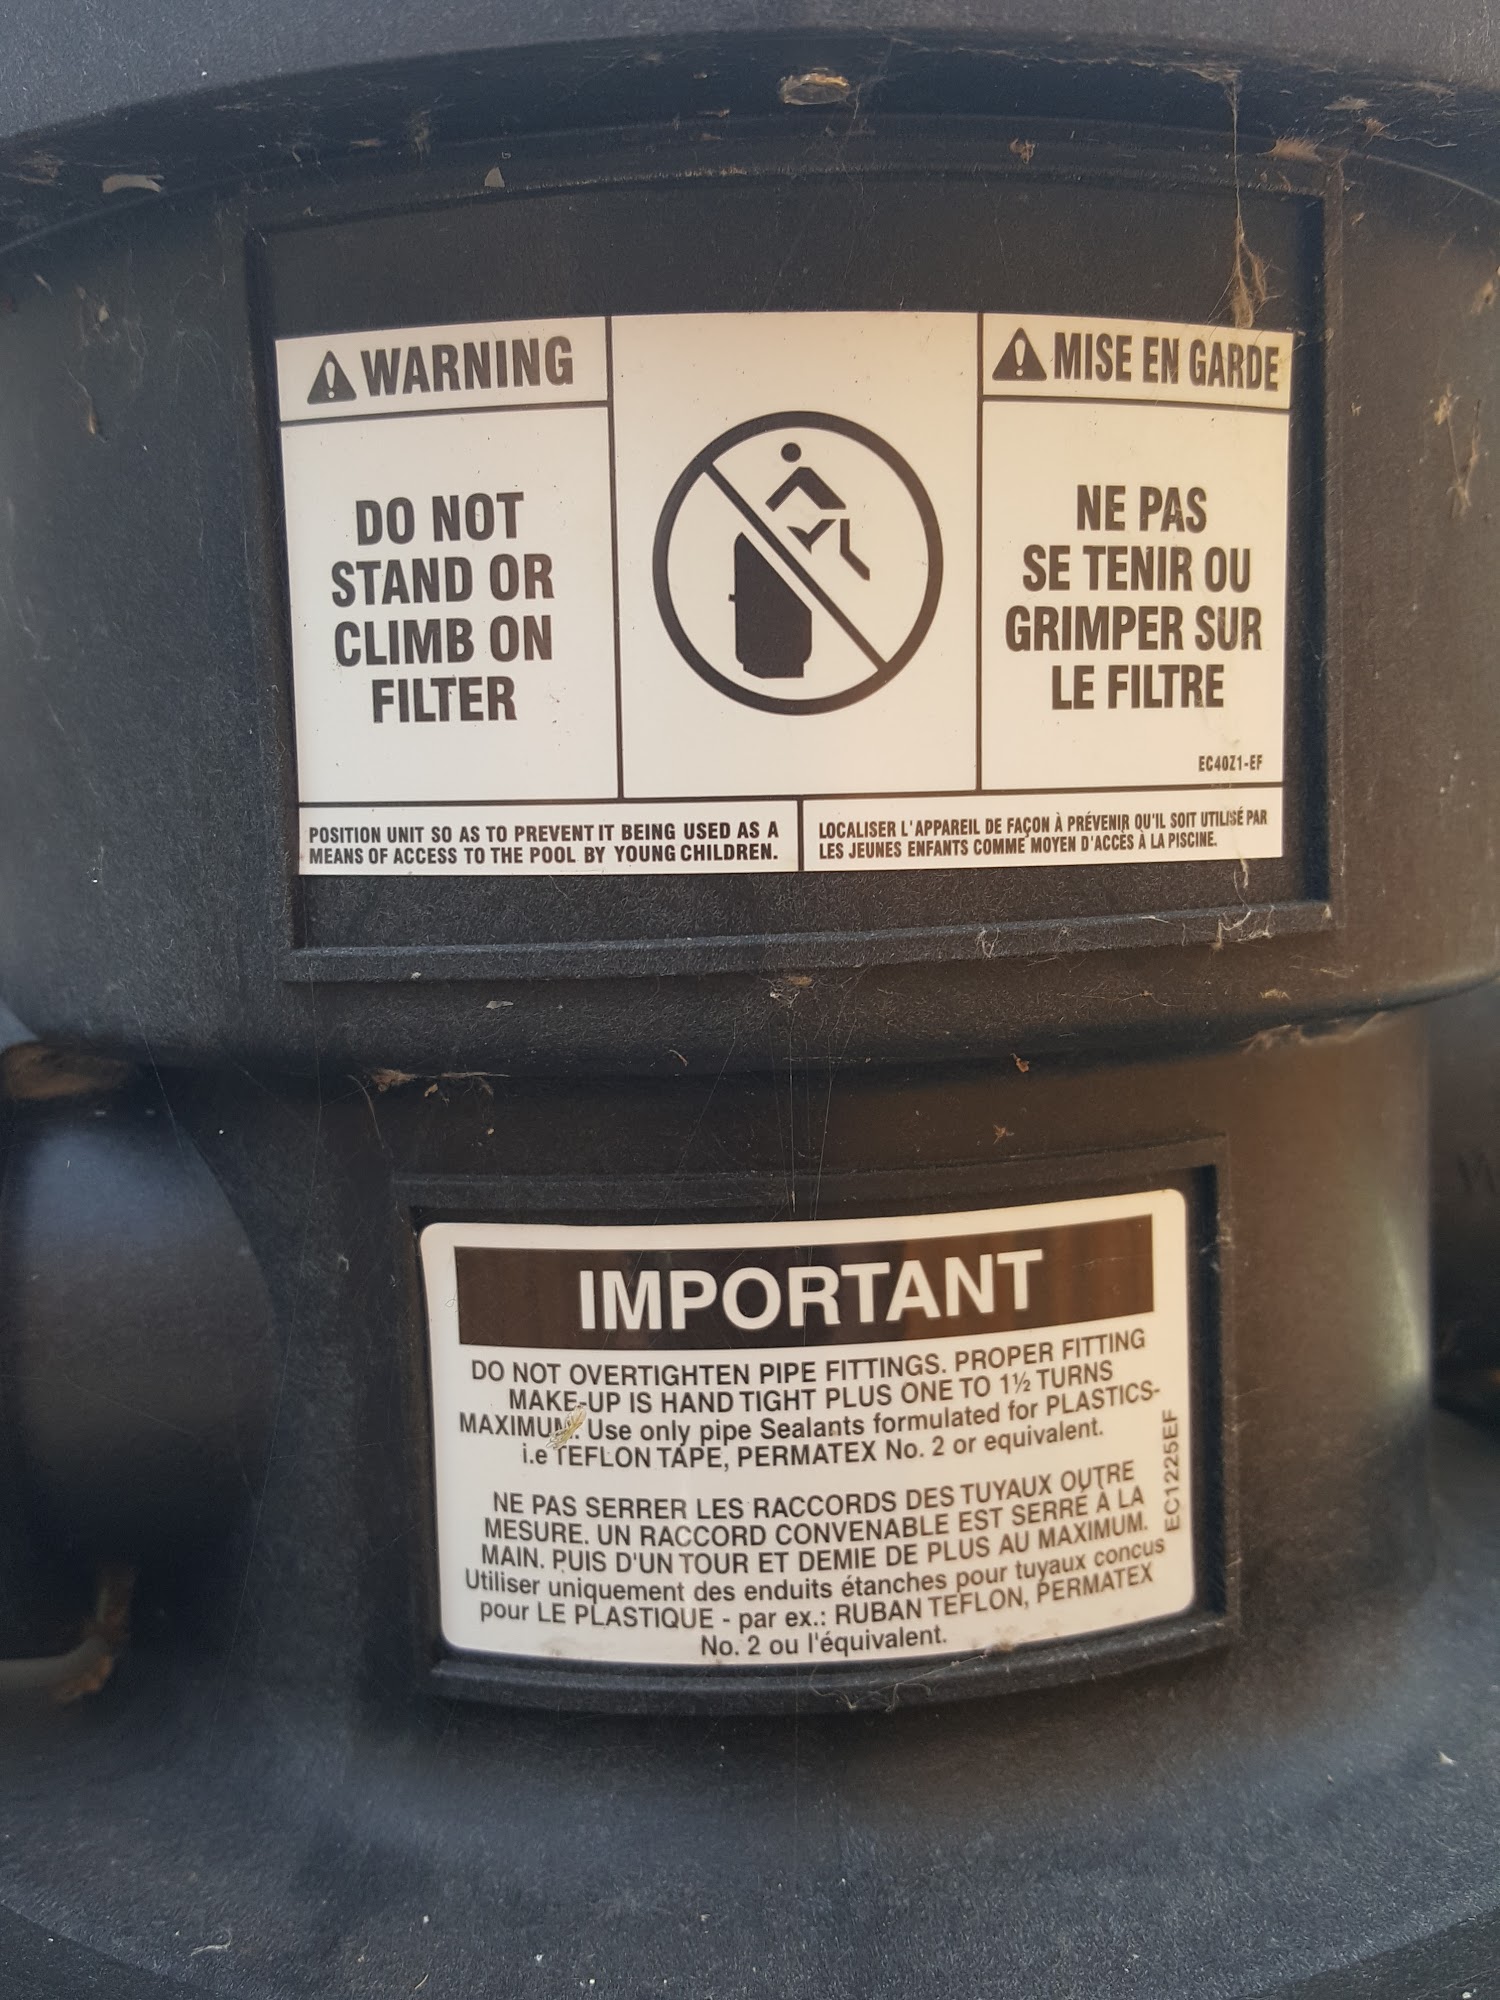 WARNING
DO NOT
STAND OR
CLIMB ON
FILTER
MISE EN GARDE
NE PAS
SE TENIR OU
GRIMPER SUR
LE FILTRE
EC40Z1-EF
POSITION UNIT SO AS TO PREVENT IT BEING USED AS A
MEANS OF ACCESS TO THE POOL BY YOUNG CHILDREN.
LOCALISER L'APPAREIL DE FAÇON À PRÉVENIR QU'IL SOIT UTILISÉ PAR
LES JEUNES ENFANTS COMME MOYEN D'ACCÈS À LA PISCINE.
IMPORTANT
DO NOT OVERTIGHTEN PIPE FITTINGS. PROPER FITTING
MAKE-UP IS HAND TIGHT PLUS ONE TO 1½ TURNS
MAXIMUM. Use only pipe Sealants formulated for PLASTICS-
i.e TEFLON TAPE, PERMATEX No. 2 or equivalent.
NE PAS SERRER LES RACCORDS DES TUYAUX OUTRE
MESURE. UN RACCORD CONVENABLE EST SERRÉ À LA
MAIN. PUIS D'UN TOUR ET DEMIE DE PLUS AU MAXIMUM.
Utiliser uniquement des enduits étanches pour tuyaux concus
pour LE PLASTIQUE - par ex.: RUBAN TEFLON, PERMATEX
No. 2 ou l'équivalent.
EC1225EF